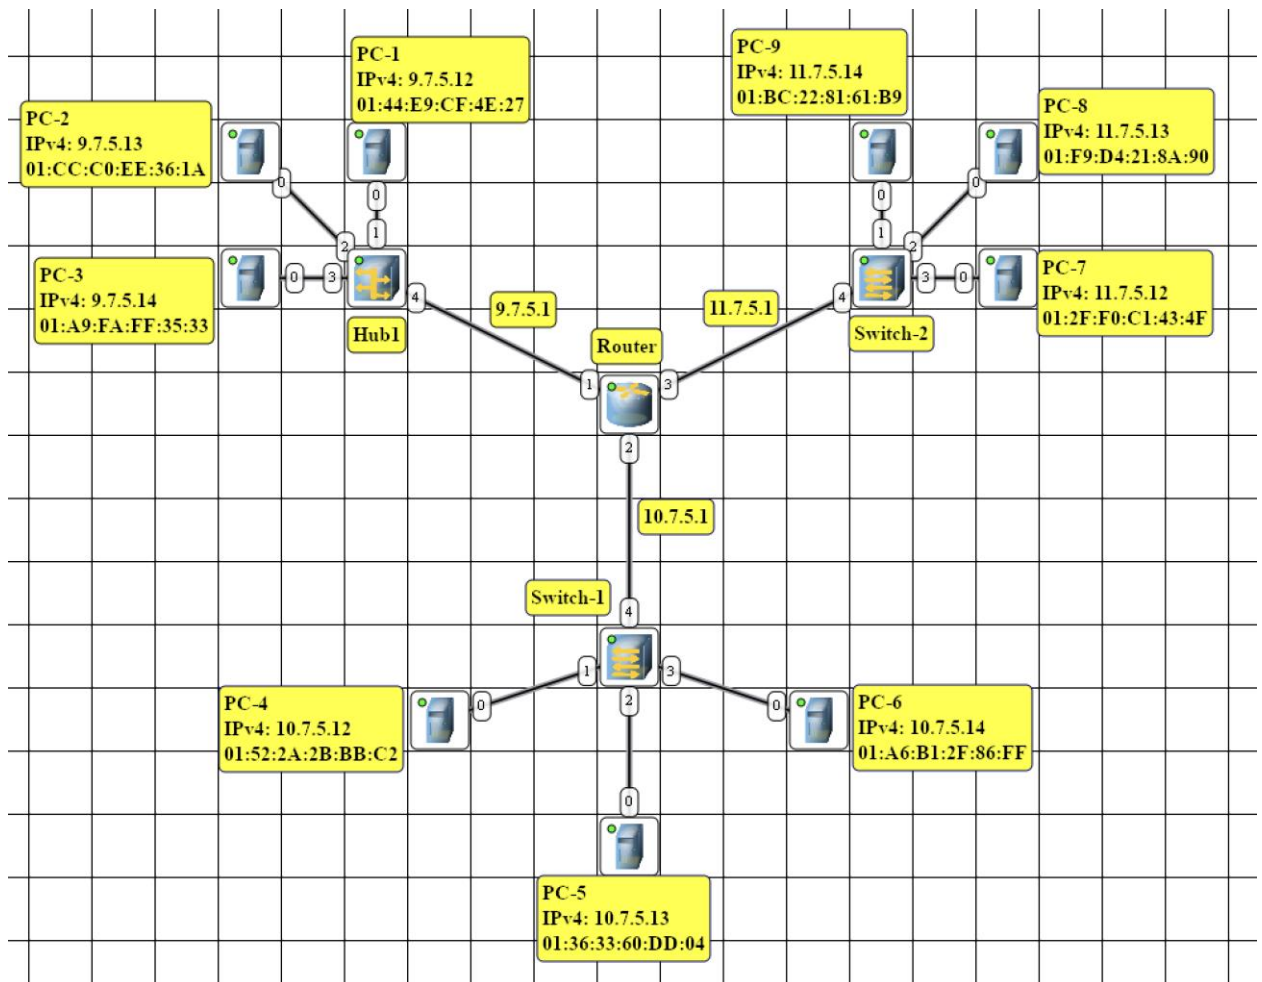 PC-1
IPv4: 9.7.5.12
01:44:E9:CF:4E:27
PC-9
IPv4: 11.7.5.14
01:BC:22:81:61:B9
PC-2
IPv4: 9.7.5.13
01:CC:C0:EE:36:1A
PC-8
IPv4: 11.7.5.13
01:F9:D4:21:8A:90
0
0
0
0
1
2
1
2
PC-3
IPv4: 9.7.5.14
01:A9:FA:FF:35:33
0
3
4
Hub1
9.7.5.1
11.7.5.1
4
3
0
Switch-2
PC-7
IPv4: 11.7.5.12
01:2F:F0:C1:43:4F
Router
1
3
2
10.7.5.1
Switch-1
4
1
3
2
PC-4
IPv4: 10.7.5.12
01:52:2A:2B:BB:C2
0
0
PC-6
IPv4: 10.7.5.14
01:A6:B1:2F:86:FF
0
PC-5
IPv4: 10.7.5.13
01:36:33:60:DD:04